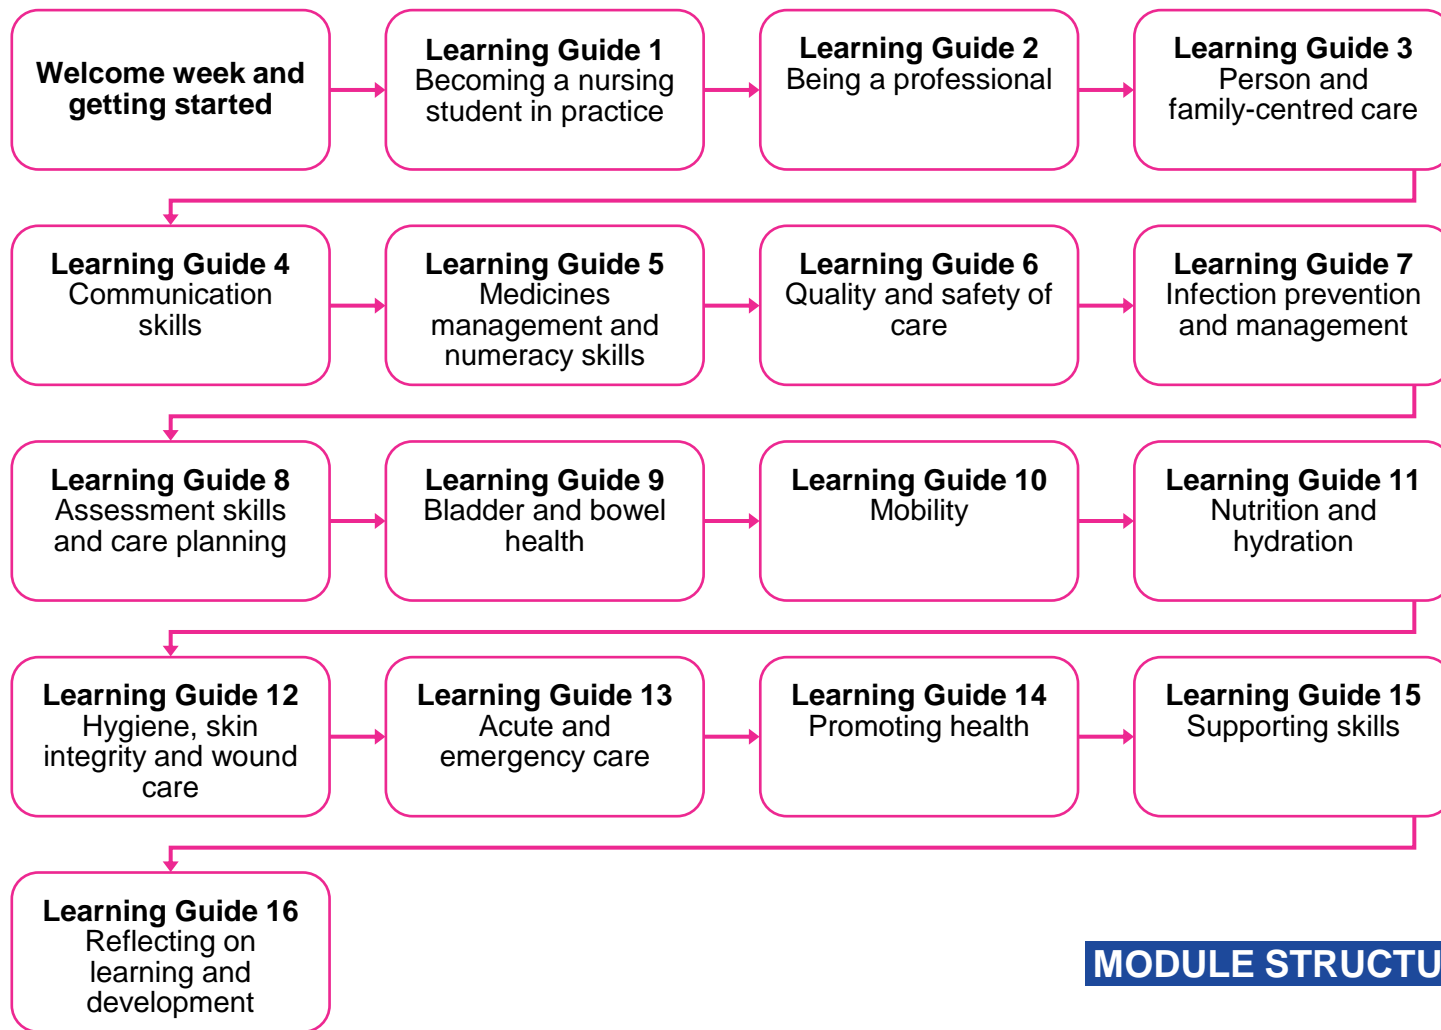 Welcome week and
getting started
Learning Guide 1
Becoming a nursing
student in practice
Learning Guide 2
Being a professional
Learning Guide 3
Person and
family-centred care
Learning Guide 4
Communication
skills
Learning Guide 5
Medicines
management and
numeracy skills
Learning Guide 6
Quality and safety of
care
Learning Guide 7
Infection prevention
and management
Learning Guide 8
Assessment skills
and care planning
Learning Guide 9
Bladder and bowel
health
Learning Guide 10
Mobility
Learning Guide 11
Nutrition and
hydration
Learning Guide 12
Hygiene, skin
integrity and wound
care
Learning Guide 13
Acute and
emergency care
Learning Guide 14
Promoting health
Learning Guide 15
Supporting skills
Learning Guide 16
Reflecting on
learning and
development
MODULE STRUCTU